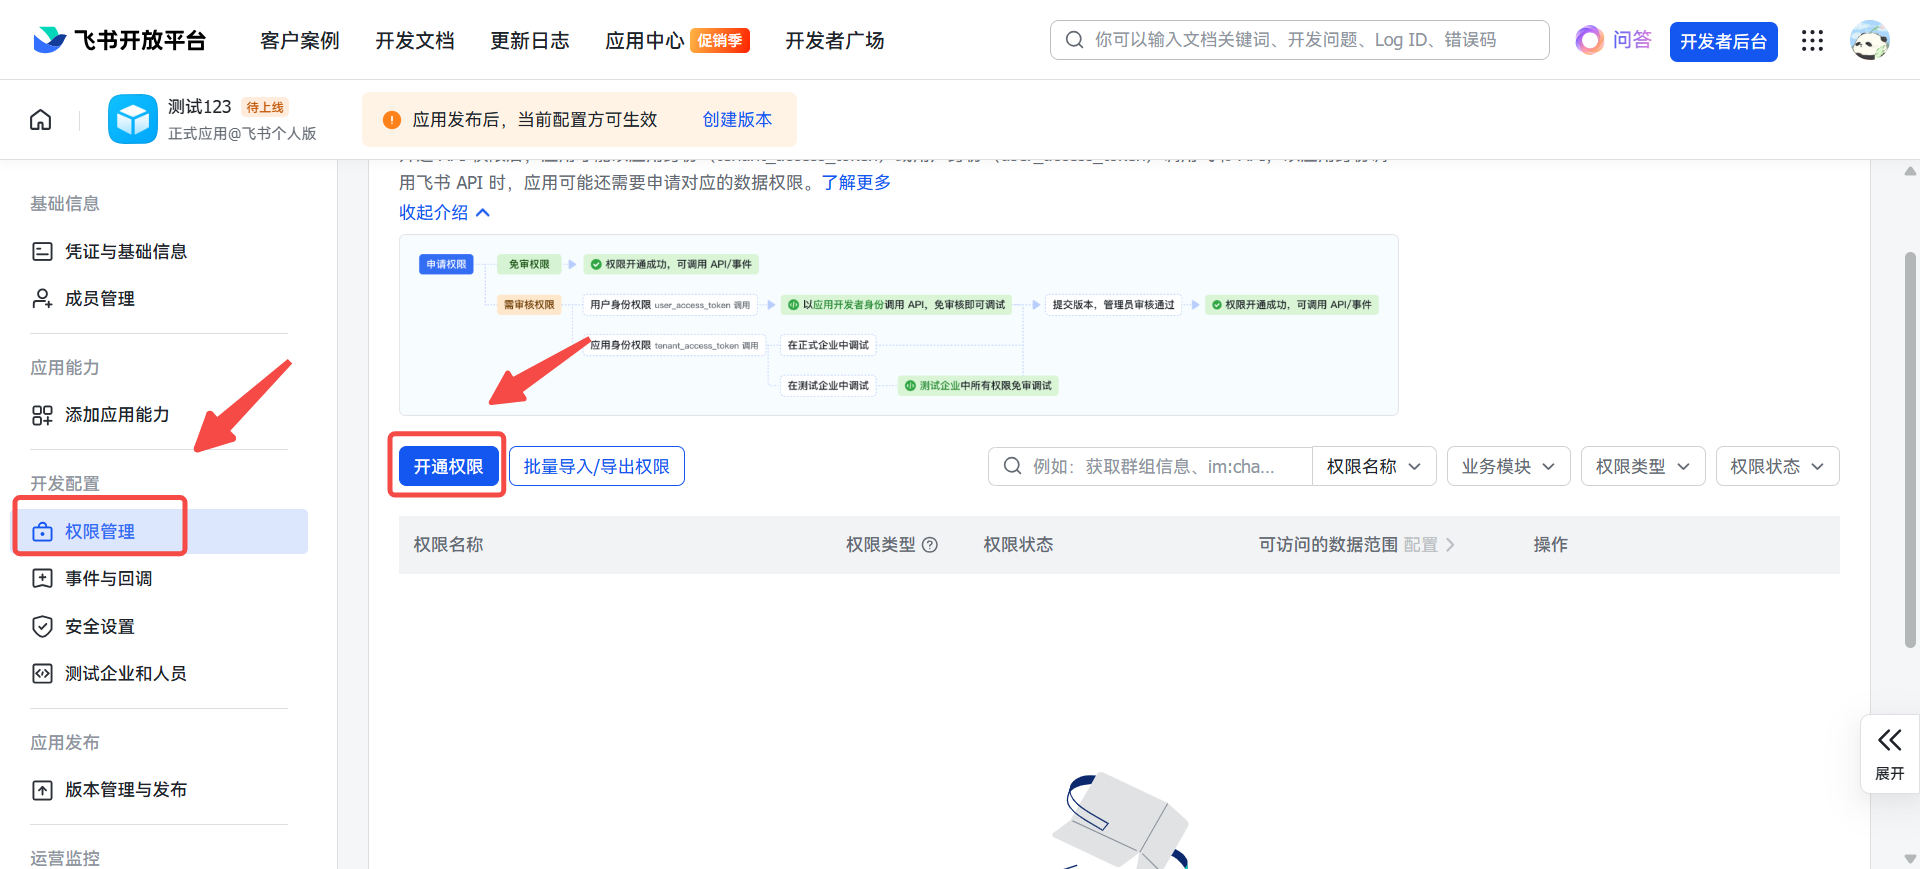 飞书开放平台
客户案例
开发文档
更新日志
应用中心 促销季
开发者广场
你可以输入文档关键词、开发问题、Log ID、错误码
问答
开发者后台
测试123 待上线
正式应用@飞书个人版
应用发布后，当前配置方可生效 创建版本
用飞书 API 时，应用可能还需要申请对应的数据权限。了解更多
收起介绍
申请权限
免审权限
权限开通成功，可调用 API/事件
需审核权限
用户身份权限 user_access_token 调用
以应用开发者身份调用 API，免审核即可调试
提交版本，管理员审核通过
权限开通成功，可调用 API/事件
应用身份权限 tenant_access_token 调用
在正式企业中调试
在测试企业中调试
测试企业中所有权限免审调试
基础信息
凭证与基础信息
成员管理
应用能力
添加应用能力
开发配置
权限管理
事件与回调
安全设置
测试企业和人员
应用发布
版本管理与发布
运营监控
开通权限
批量导入/导出权限
例如：获取群组信息、im:cha...
权限名称
业务模块
权限类型
权限状态
权限名称
权限类型
权限状态
可访问的数据范围 配置
操作
展开